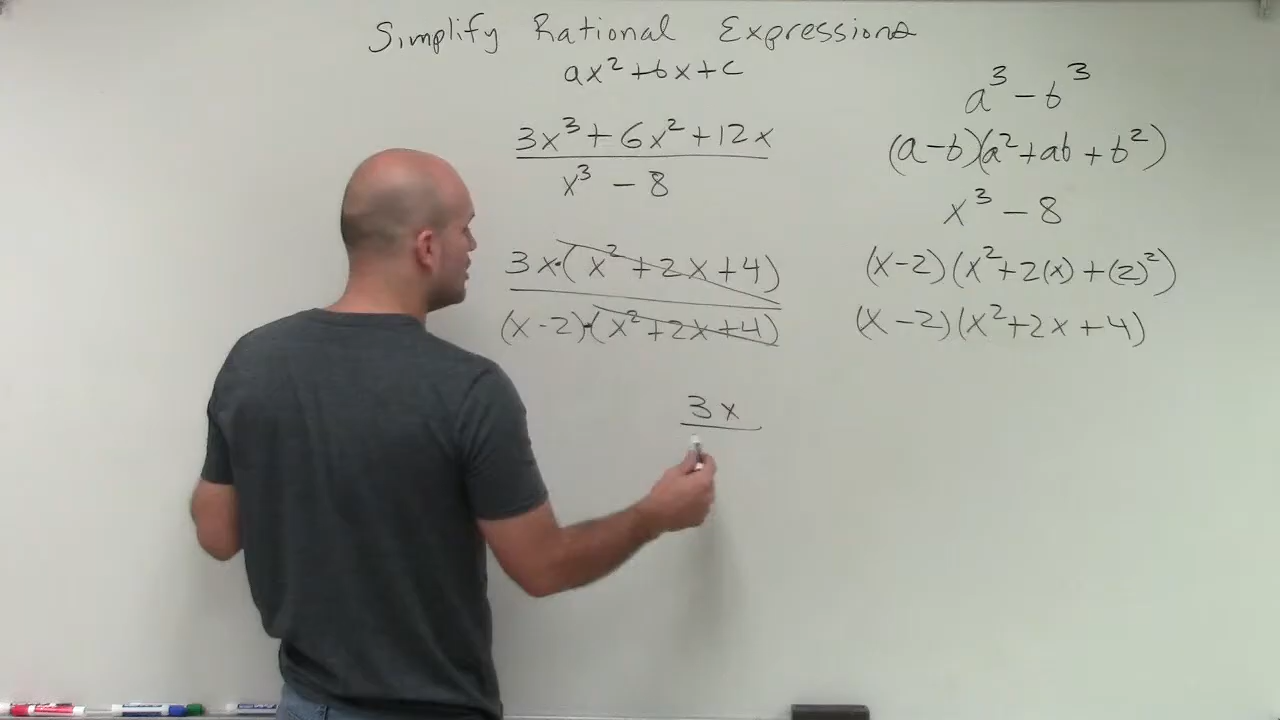 Simplify Rational Expressions
ax² + bx + c
3x³ + 6x² + 12x
x³ - 8
3x·(x² + 2x + 4)
(x - 2)·(x² + 2x + 4)
3x
a³ - b³
(a - b)(a² + ab + b²)
x³ - 8
(x - 2)(x² + 2(x) + (2)²)
(x - 2)(x² + 2x + 4)